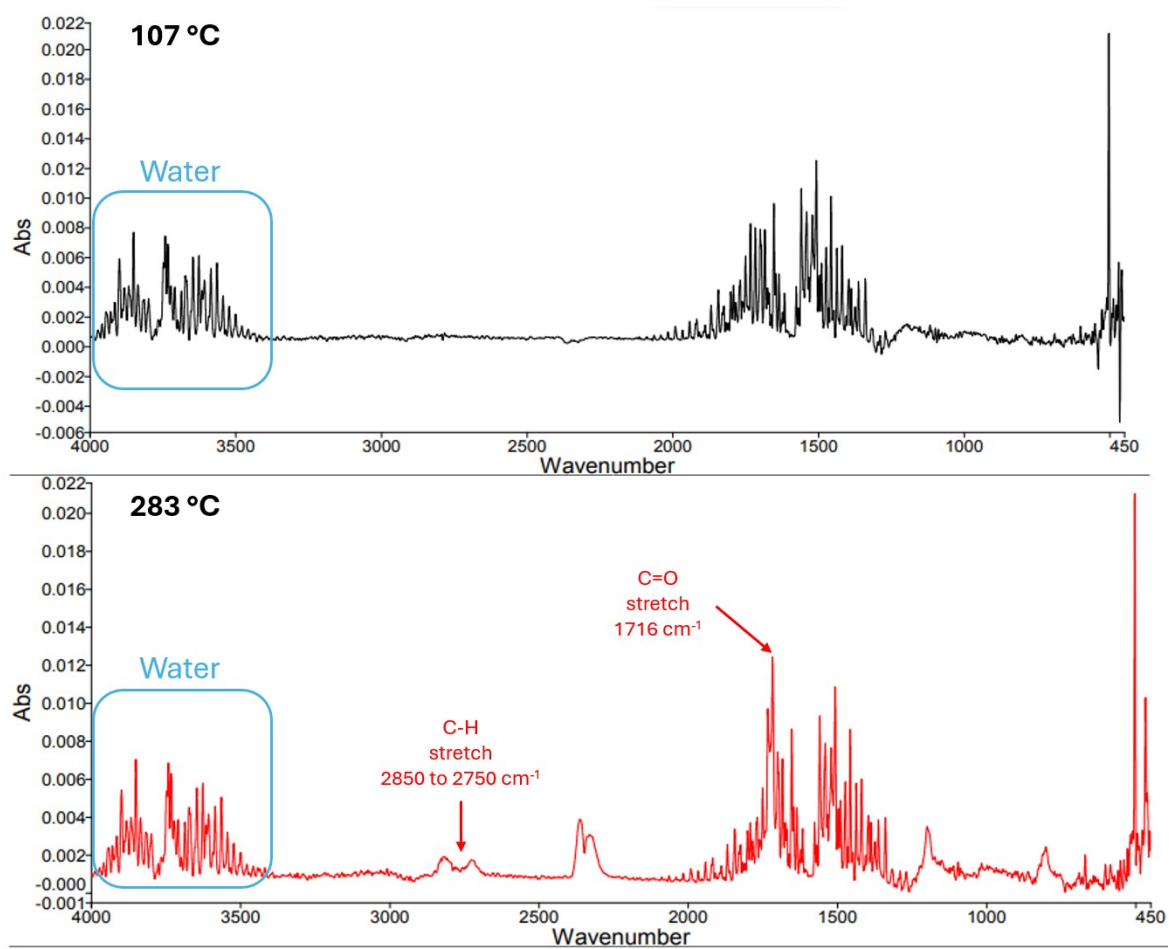 107 °C
Water
Abs
0.022
0.020
0.018
0.016
0.014
0.012
0.010
0.008
0.006
0.004
0.002
0.000
-0.002
-0.004
-0.006
4000 3500 3000 2500 2000 1500 1000 450
Wavenumber
283 °C
Water
C-H
stretch
2850 to 2750 cm⁻¹
C=O
stretch
1716 cm⁻¹
Abs
0.022
0.020
0.018
0.016
0.014
0.012
0.010
0.008
0.006
0.004
0.002
-0.000
-0.001
4000 3500 3000 2500 2000 1500 1000 450
Wavenumber